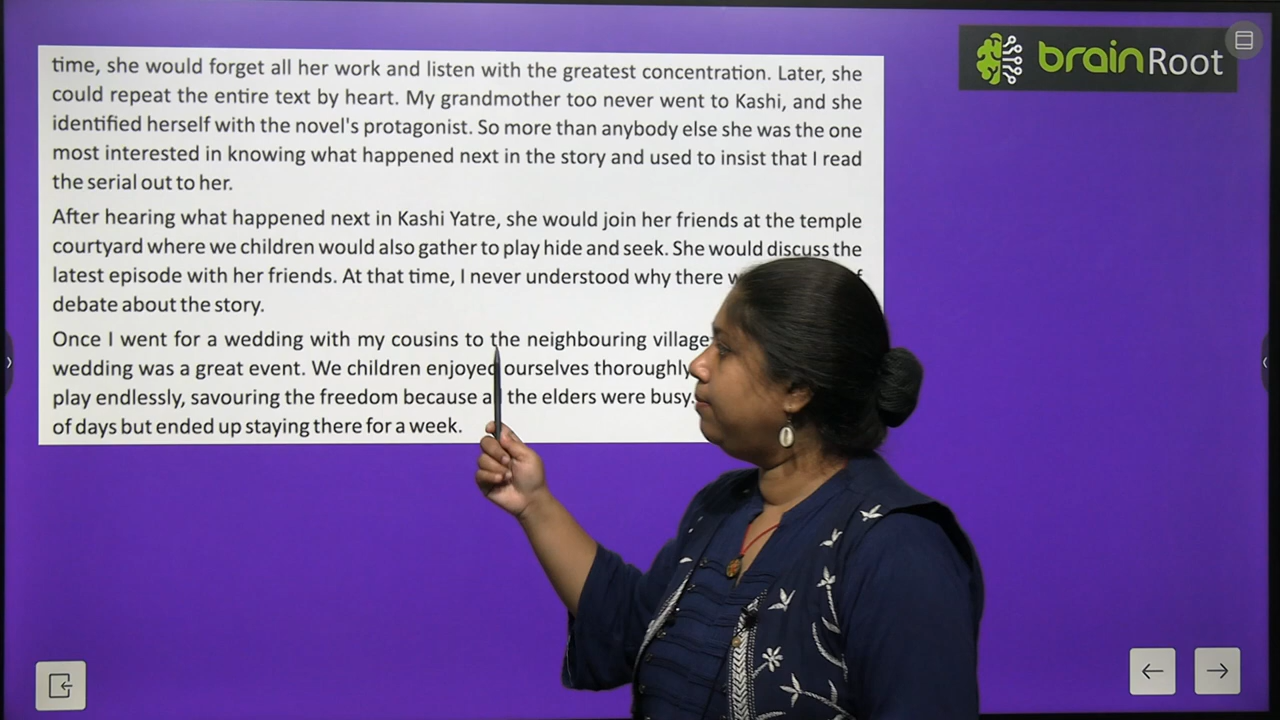 brainRoot
time, she would forget all her work and listen with the greatest concentration. Later, she
could repeat the entire text by heart. My grandmother too never went to Kashi, and she
identified herself with the novel's protagonist. So more than anybody else she was the one
most interested in knowing what happened next in the story and used to insist that I read
the serial out to her.
After hearing what happened next in Kashi Yatre, she would join her friends at the temple
courtyard where we children would also gather to play hide and seek. She would discuss the
latest episode with her friends. At that time, I never understood why there
debate about the story.
Once I went for a wedding with my cousins to the neighbouring village
wedding was a great event. We children enjoyed ourselves thoroughly
play endlessly, savouring the freedom because all the elders were busy.
of days but ended up staying there for a week.